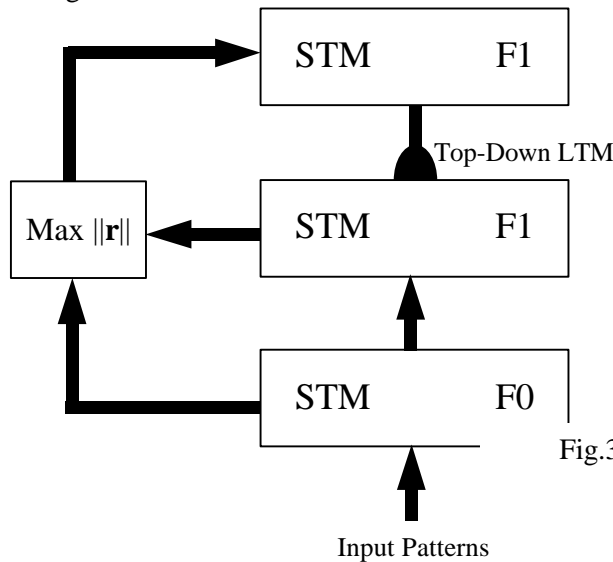 STM F1
Top-Down LTM
Max ||r||
STM F1
STM F0
Fig.3
Input Patterns